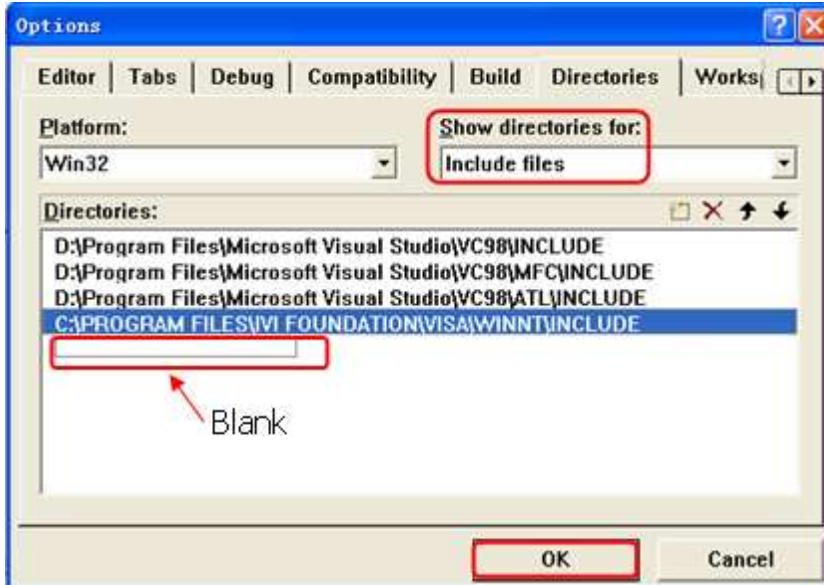 Options
Editor Tabs Debug Compatibility Build Directories Works
Platform: Show directories for:
Win32 Include files
Directories:
D:\Program Files\Microsoft Visual Studio\VC98\INCLUDE
D:\Program Files\Microsoft Visual Studio\VC98\MFC\INCLUDE
D:\Program Files\Microsoft Visual Studio\VC98\ATL\INCLUDE
C:\PROGRAM FILES\IVI FOUNDATION\VISA\WINNT\INCLUDE
Blank
OK Cancel